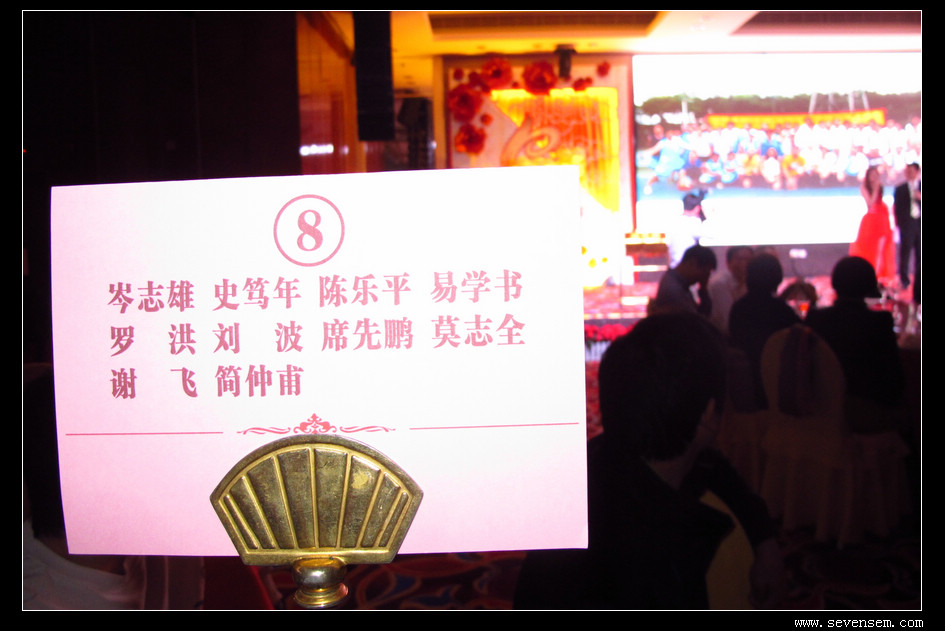 8
岑志雄 史笃年 陈乐平 易学书
罗 洪 刘 波 席先鹏 莫志全
谢 飞 简仲甫
www.sevensem.com